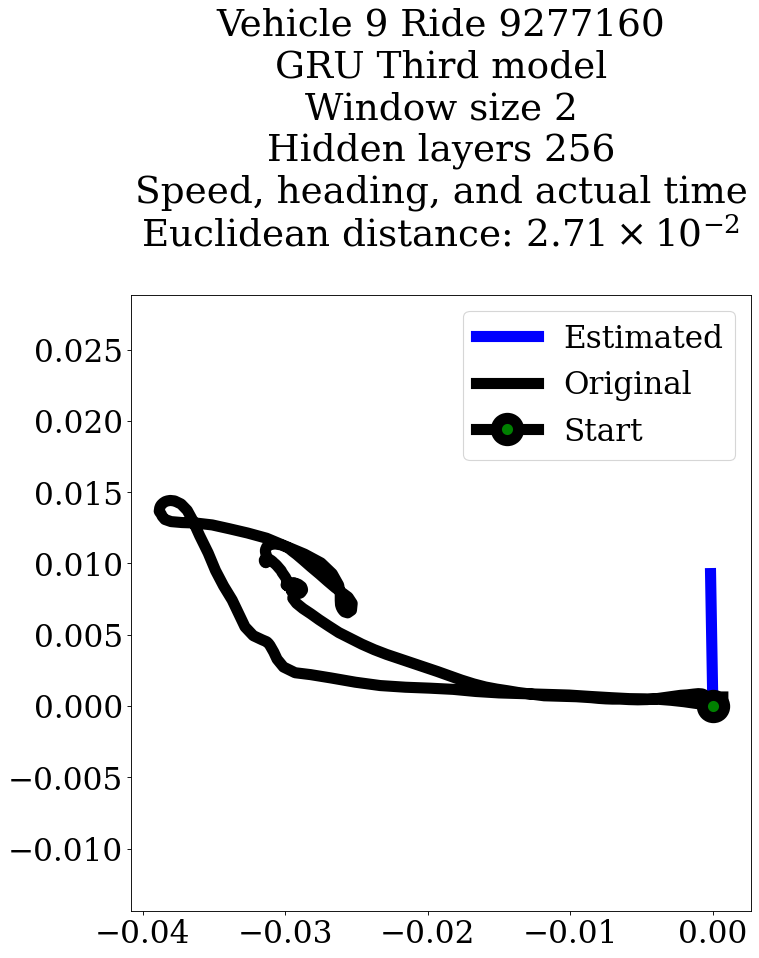 Vehicle 9 Ride 9277160
GRU Third model
Window size 2
Hidden layers 256
Speed, heading, and actual time
Euclidean distance: 2.71 × 10⁻²
Estimated
Original
Start
0.025
0.020
0.015
0.010
0.005
0.000
−0.005
−0.010
−0.04 −0.03 −0.02 −0.01 0.00